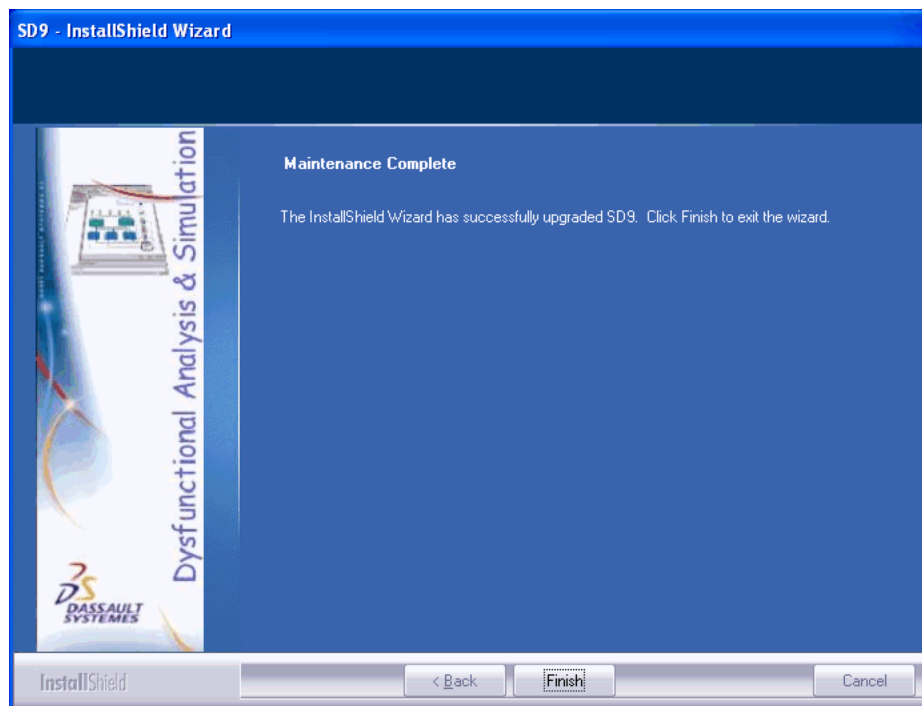 SD9 - InstallShield Wizard
Dysfunctional Analysis & Simulation
DASSAULT
SYSTEMES
Maintenance Complete
The InstallShield Wizard has successfully upgraded SD9. Click Finish to exit the wizard.
InstallShield
< Back
Finish
Cancel